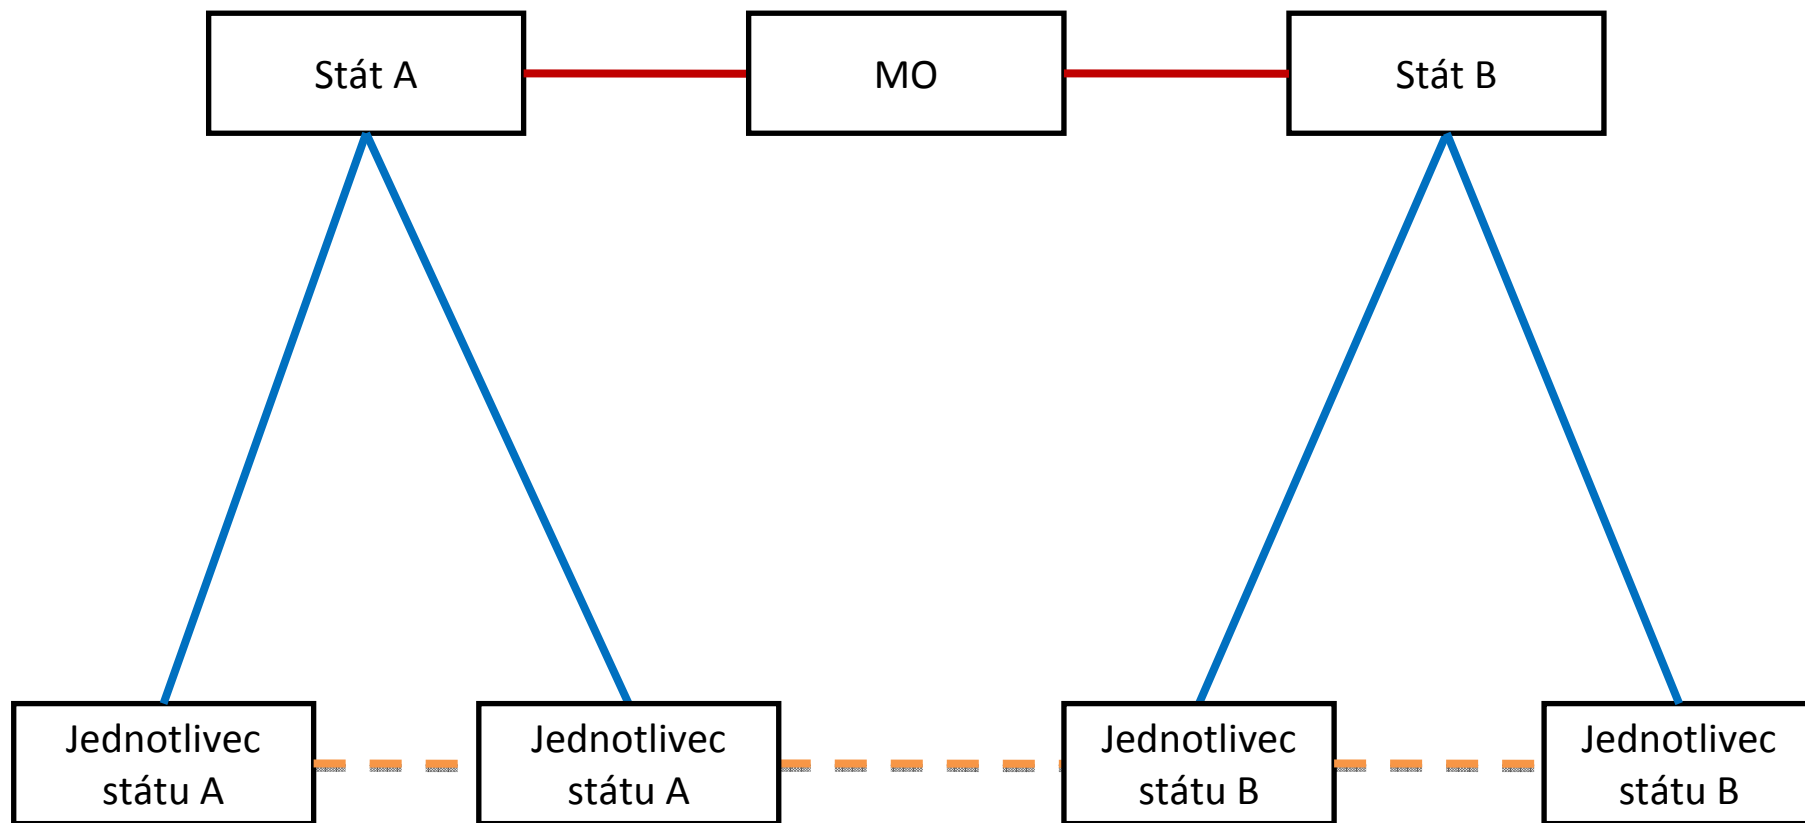 Stát A
MO
Stát B
Jednotlivec
státu A
Jednotlivec
státu A
Jednotlivec
státu B
Jednotlivec
státu B